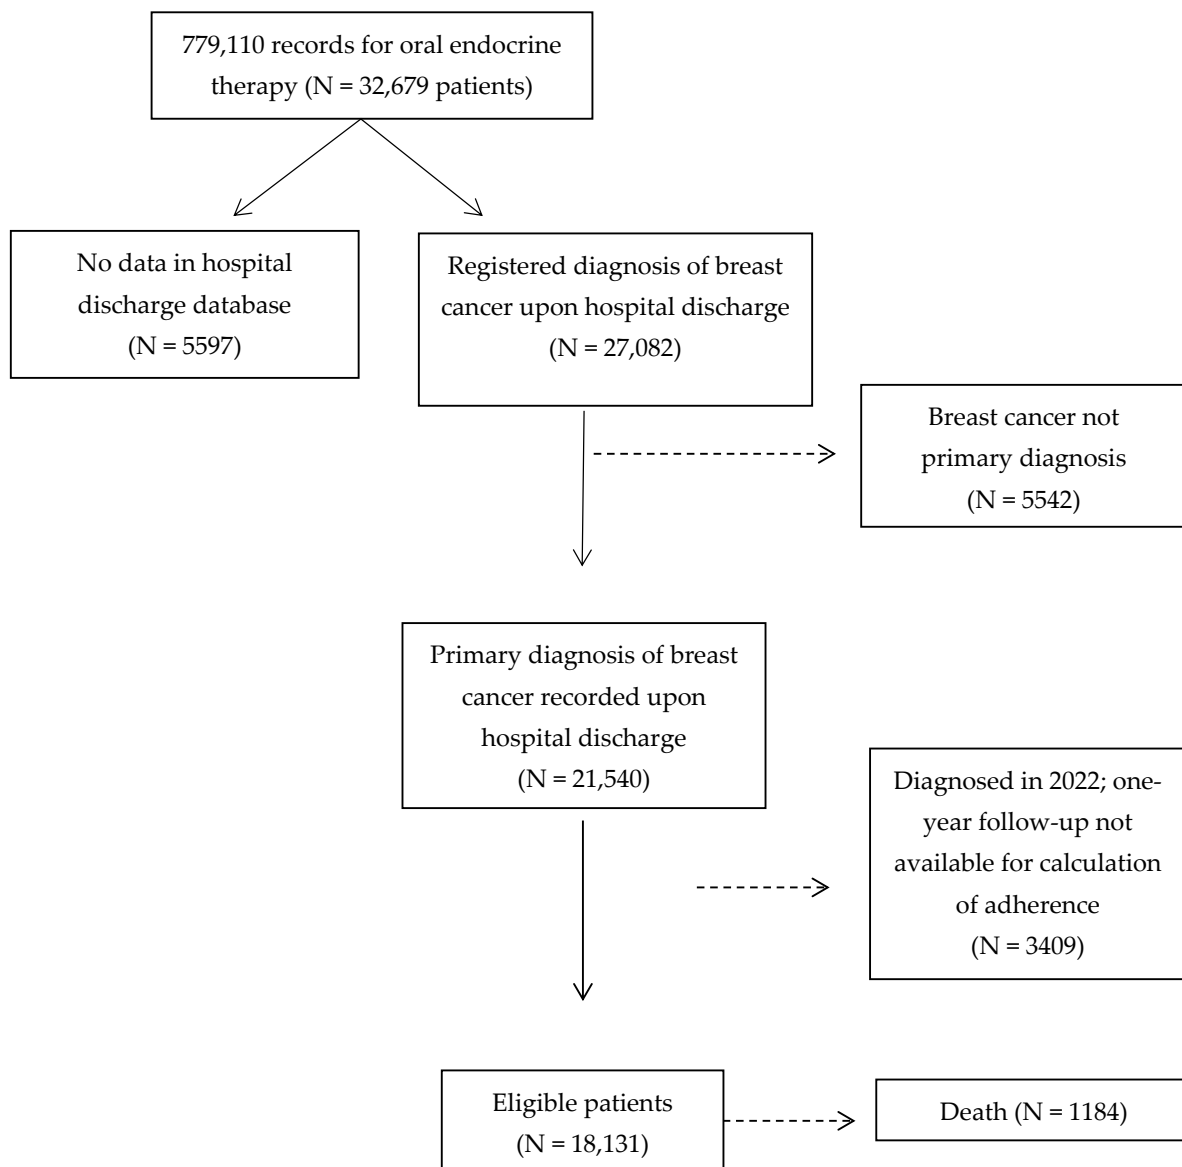 779,110 records for oral endocrine
therapy (N = 32,679 patients)
No data in hospital
discharge database
(N = 5597)
Registered diagnosis of breast
cancer upon hospital discharge
(N = 27,082)
Breast cancer not
primary diagnosis
(N = 5542)
Primary diagnosis of breast
cancer recorded upon
hospital discharge
(N = 21,540)
Diagnosed in 2022; one-
year follow-up not
available for calculation
of adherence
(N = 3409)
Eligible patients
(N = 18,131)
Death (N = 1184)